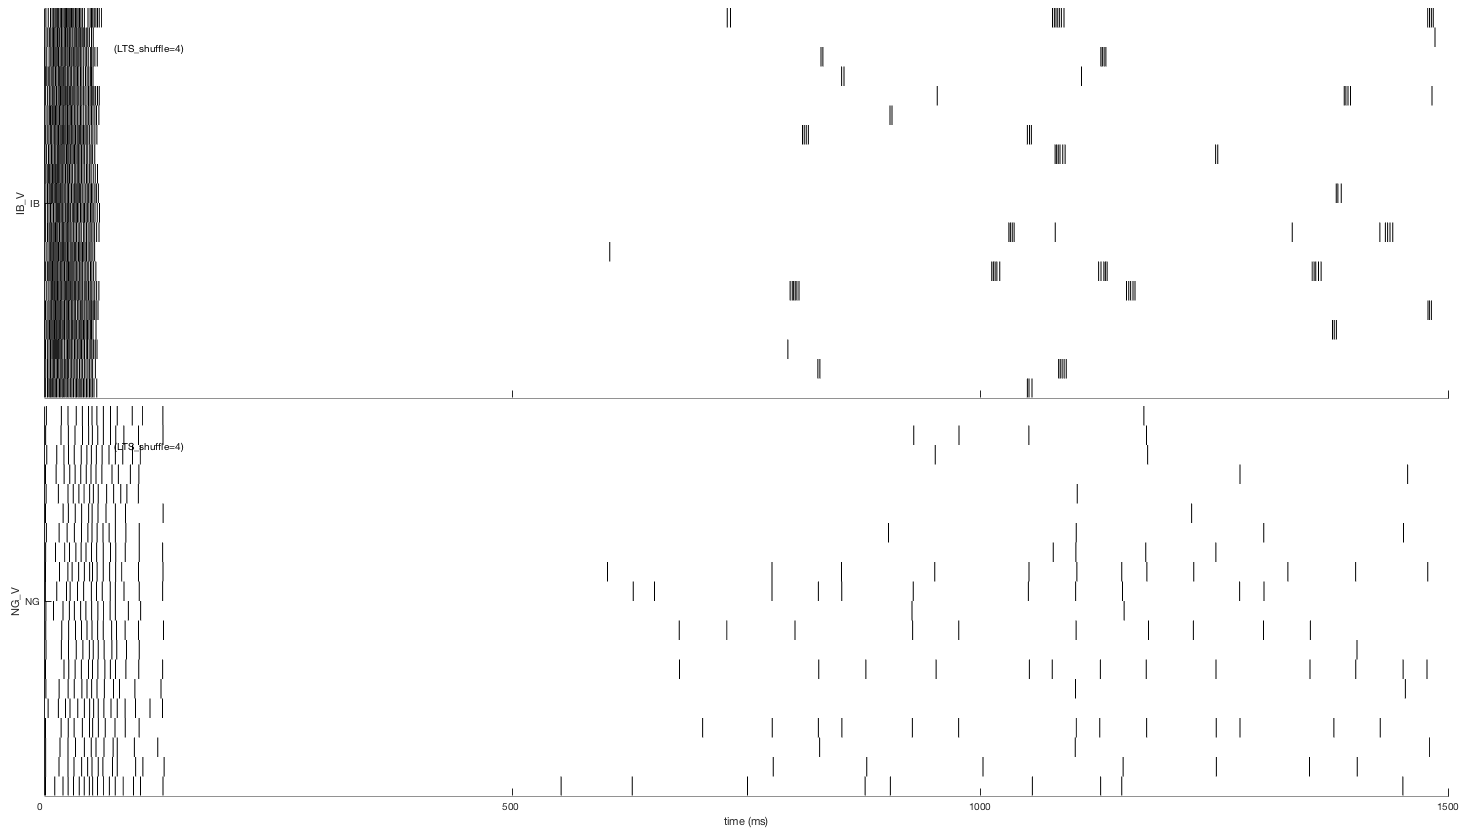 (LTS_shuffle=4)
IB_V
IB
(LTS_shuffle=4)
NG_V
NG
0 500 1000 1500
time (ms)